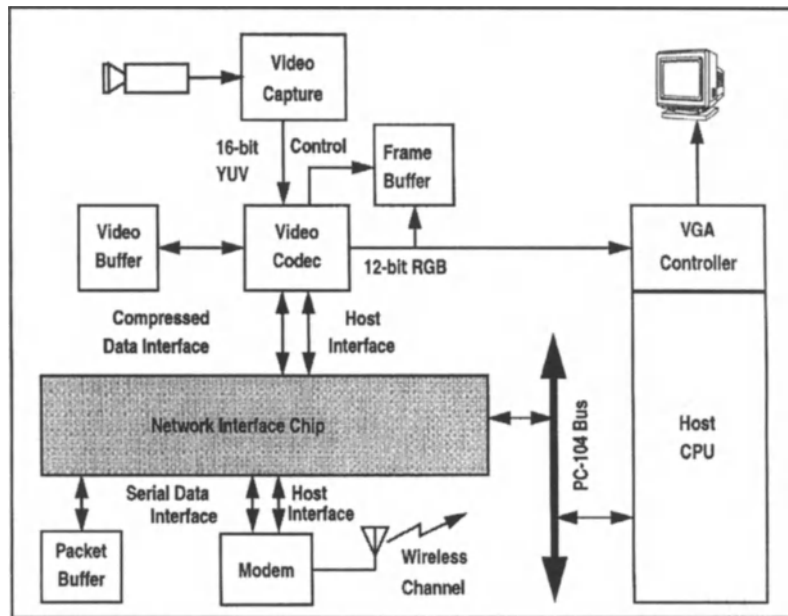 Video
Capture
16-bit
YUV
Control
Frame
Buffer
Video
Buffer
Video
Codec
12-bit RGB
VGA
Controller
Compressed
Data Interface
Host
Interface
Network Interface Chip
PC-104 Bus
Host
CPU
Serial Data
Interface
Host
Interface
Packet
Buffer
Modem
Wireless
Channel